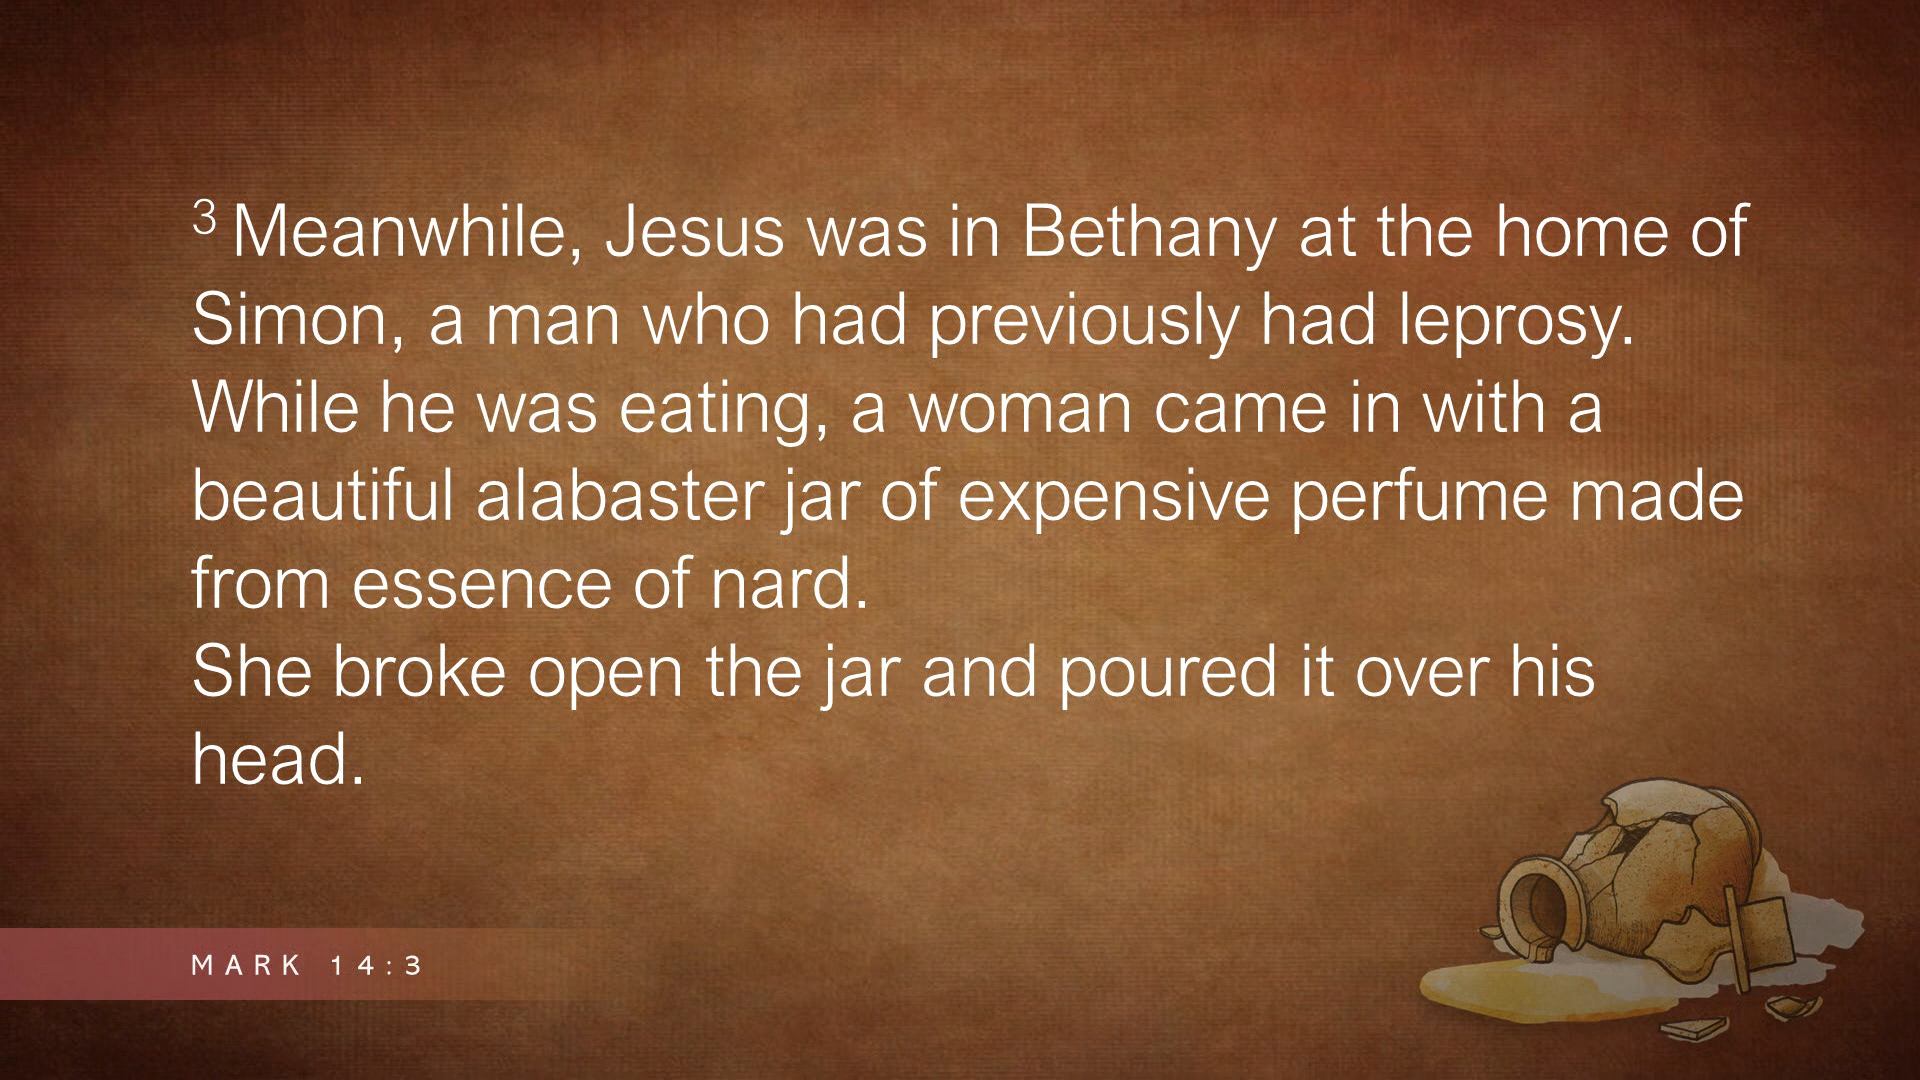 3 Meanwhile, Jesus was in Bethany at the home of
Simon, a man who had previously had leprosy.
While he was eating, a woman came in with a
beautiful alabaster jar of expensive perfume made
from essence of nard.
She broke open the jar and poured it over his
head.
MARK 14:3